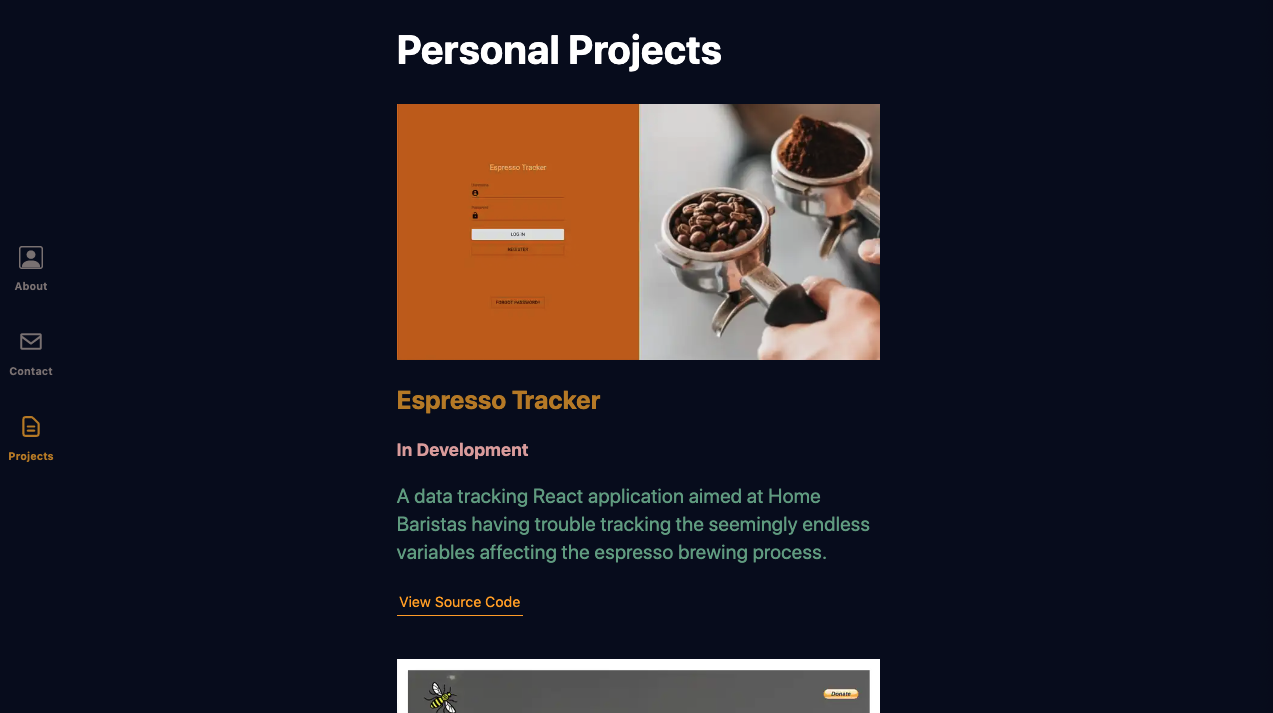 Personal Projects
Espresso Tracker
Username
Password
LOG IN
REGISTER
FORGOT PASSWORD?
About
Contact
Projects
Espresso Tracker
In Development
A data tracking React application aimed at Home
Baristas having trouble tracking the seemingly endless
variables affecting the espresso brewing process.
View Source Code
Donate